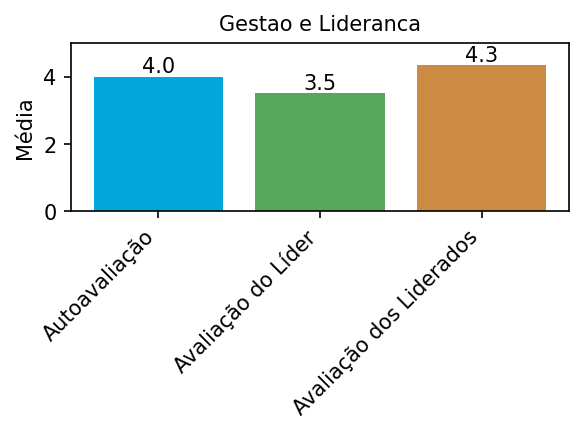 Gestao e Lideranca
Média
4
2
0
4.0
3.5
4.3
Autoavaliação
Avaliação do Líder
Avaliação dos Liderados